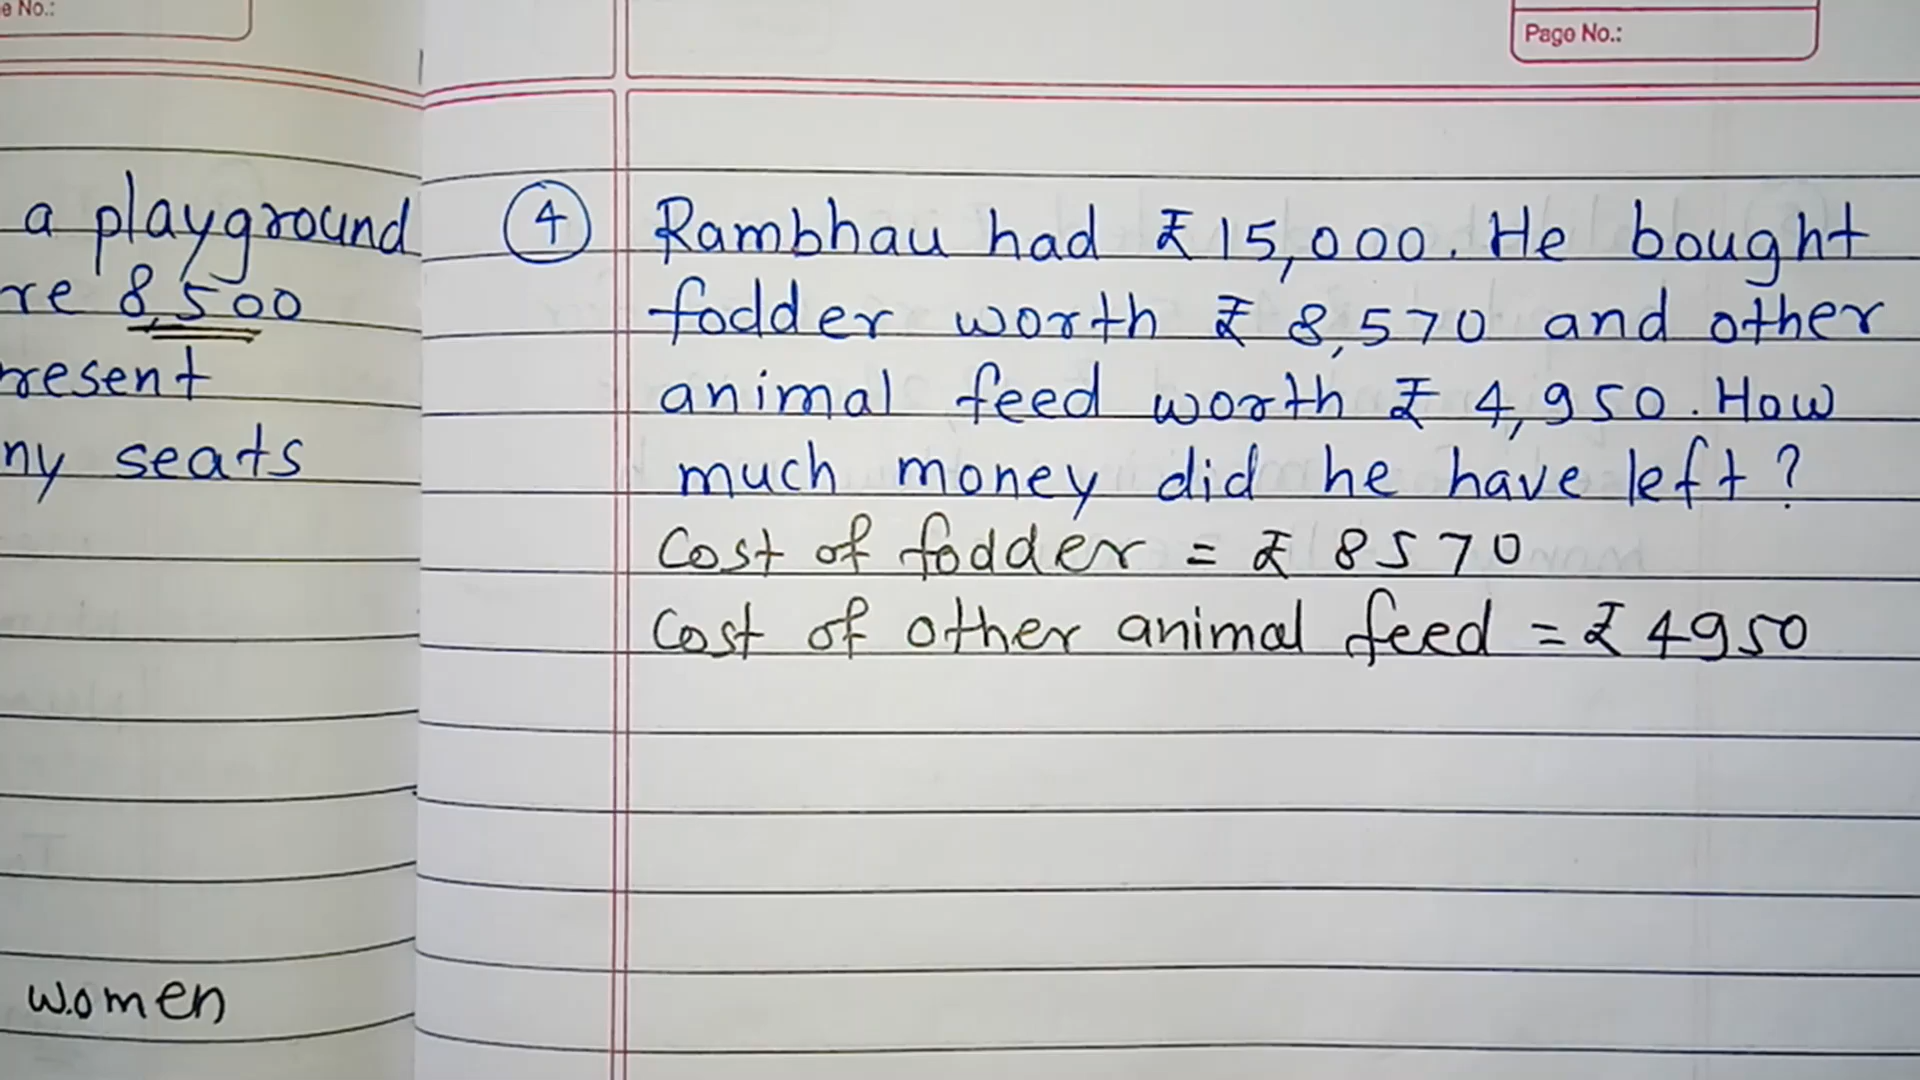 e No.:
a playground
re 8,500
resent
ny seats
women
Page No.:
4 Rambhau had ₹ 15,000. He bought
fodder worth ₹ 8,570 and other
animal feed worth ₹ 4,950. How
much money did he have left ?
Cost of fodder = ₹ 8570
Cost of other animal feed = ₹ 4950